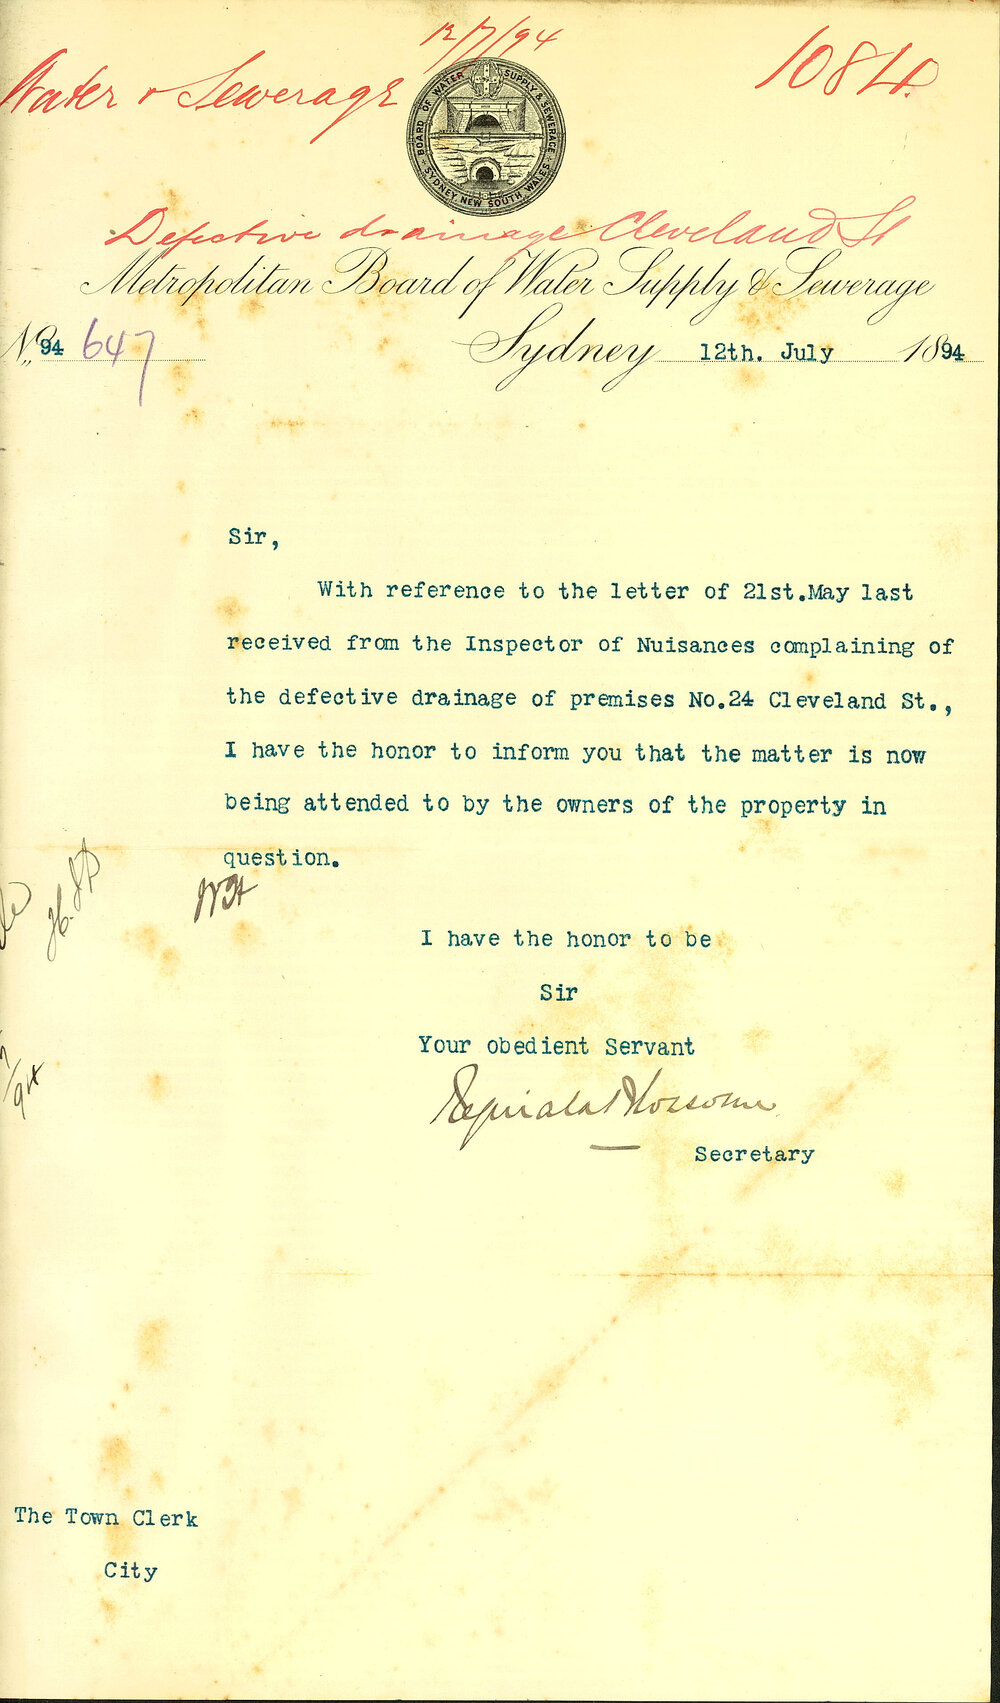 12/7/94
Water & Sewerage
1084
BOARD OF WATER SUPPLY & SEWERAGE
SYDNEY, NEW SOUTH WALES
Defective drainage Cleveland St
Metropolitan Board of Water Supply & Sewerage
No. 94 647
Sydney 12th. July 1894
Sir,
With reference to the letter of 21st.May last
received from the Inspector of Nuisances complaining of
the defective drainage of premises No.24 Cleveland St.,
I have the honor to inform you that the matter is now
being attended to by the owners of the property in
question.
I have the honor to be
Sir
Your obedient Servant
Secretary
The Town Clerk
City